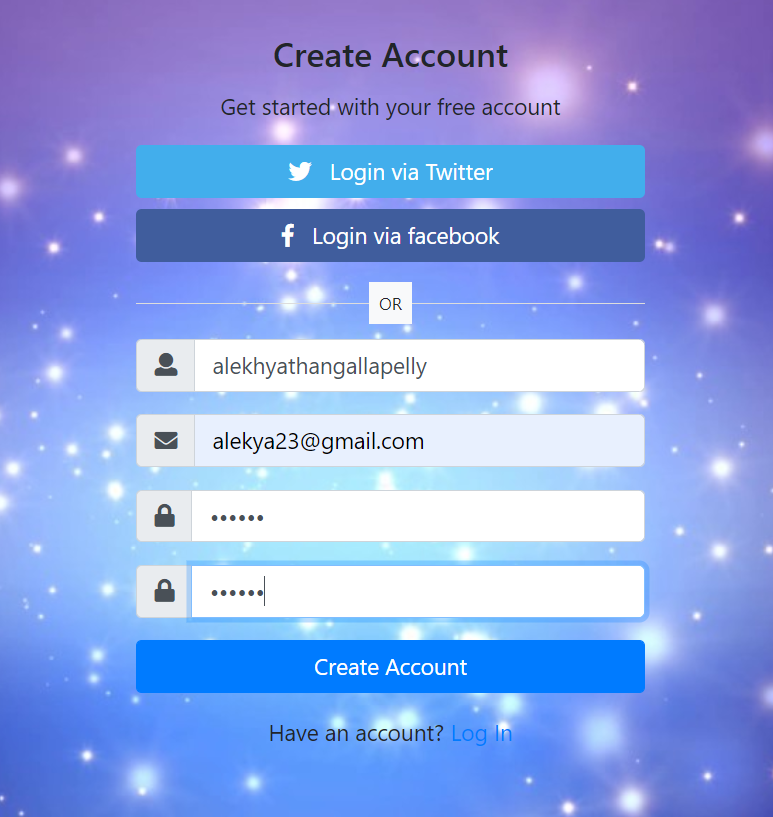 Create Account
Get started with your free account
Login via Twitter
Login via facebook
OR
alekhyathangallapelly
alekya23@gmail.com
••••••
••••••
Create Account
Have an account? Log In